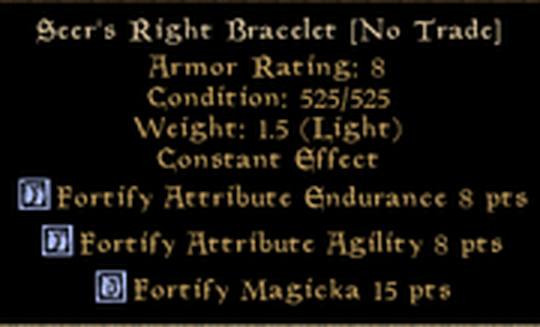 Seer's Right Bracelet [No Trade]
Armor Rating: 8
Condition: 525/525
Weight: 1.5 (Light)
Constant Effect
Fortify Attribute Endurance 8 pts
Fortify Attribute Agility 8 pts
Fortify Magicka 15 pts